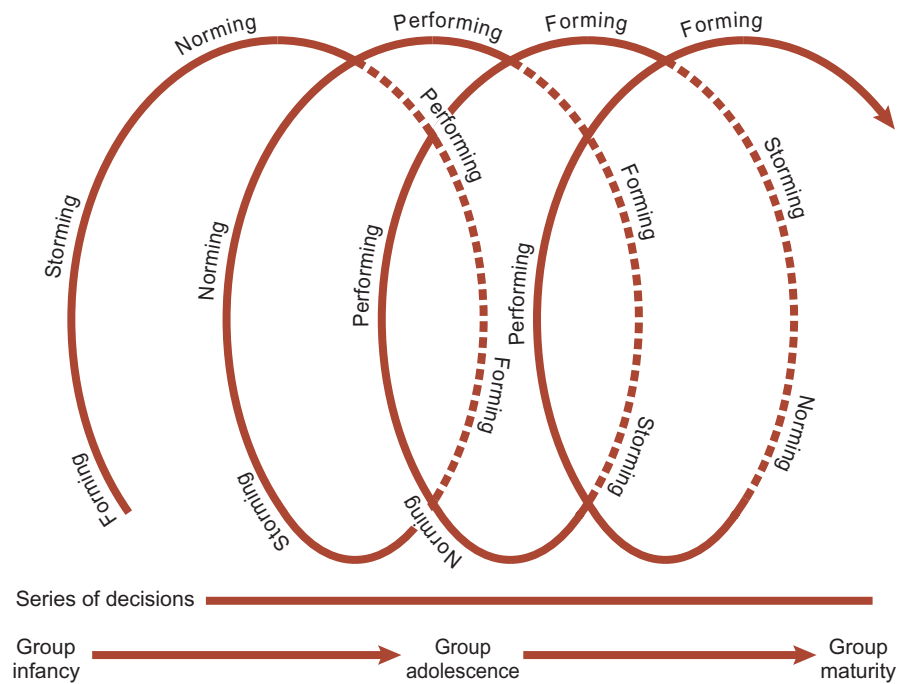 Forming
Storming
Norming
Performing
Forming
Storming
Norming
Performing
Forming
Storming
Norming
Performing
Forming
Storming
Norming
Performing
Forming
Series of decisions
Group
infancy
Group
adolescence
Group
maturity